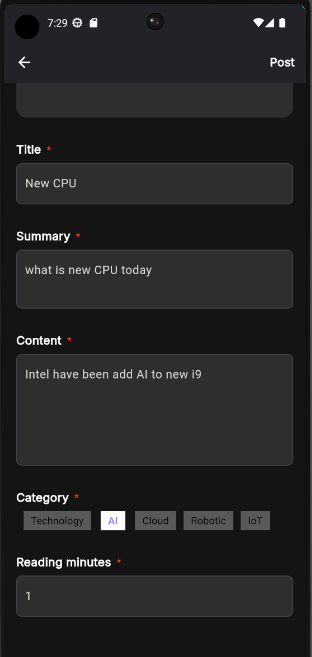 7:29
Post
Title *
New CPU
Summary *
what is new CPU today
Content *
Intel have been add AI to new i9
Category *
Technology AI Cloud Robotic IoT
Reading minutes *
1